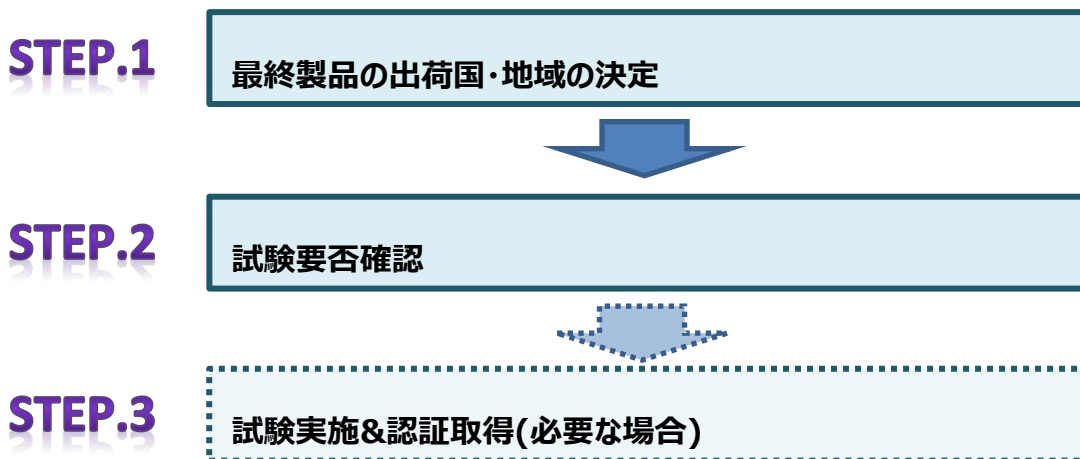 STEP.1
最終製品の出荷国･地域の決定
STEP.2
試験要否確認
STEP.3
試験実施&認証取得(必要な場合)